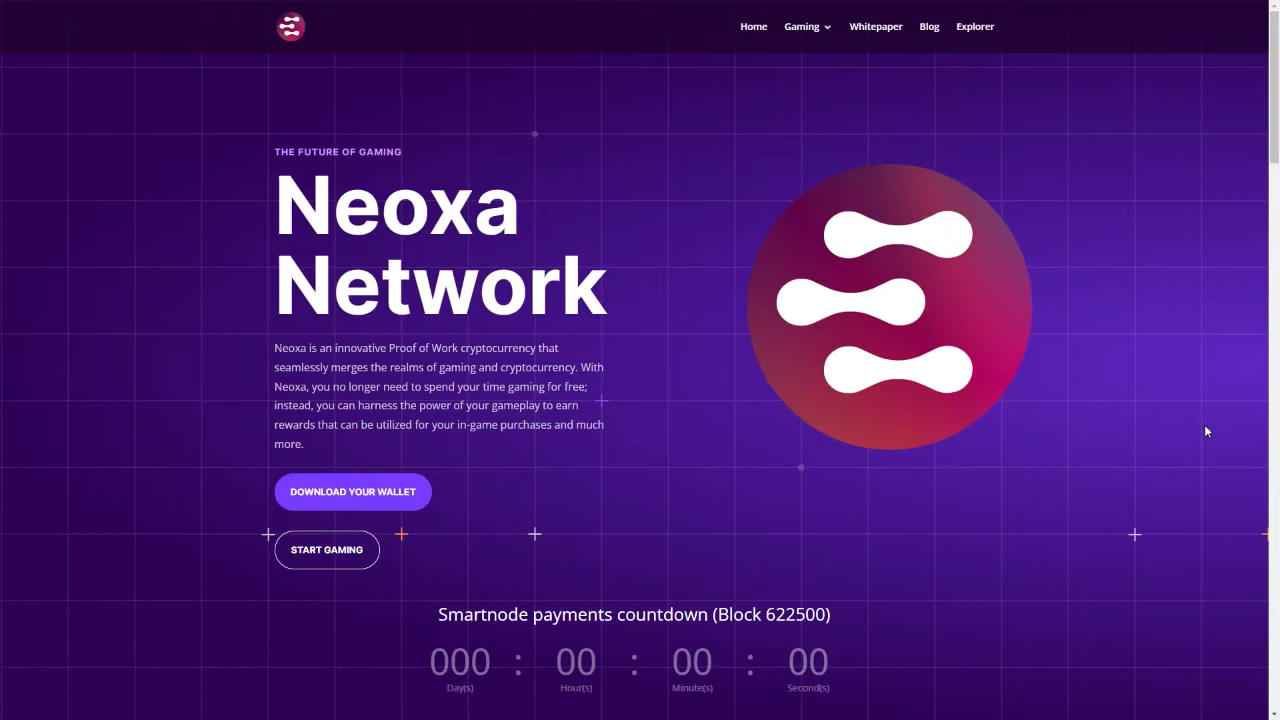 Home Gaming Whitepaper Blog Explorer
THE FUTURE OF GAMING
Neoxa
Network
Neoxa is an innovative Proof of Work cryptocurrency that
seamlessly merges the realms of gaming and cryptocurrency. With
Neoxa, you no longer need to spend your time gaming for free;
instead, you can harness the power of your gameplay to earn
rewards that can be utilized for your in-game purchases and much
more.
DOWNLOAD YOUR WALLET
START GAMING
Smartnode payments countdown (Block 622500)
000 : 00 : 00 : 00
Day(s) Hour(s) Minute(s) Second(s)